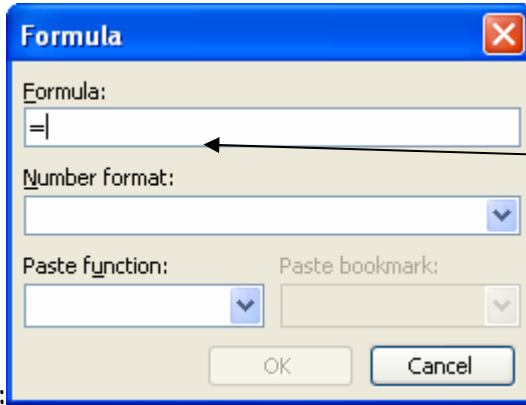 Formula
Formula:
=
Number format:
Paste function: Paste bookmark:
OK Cancel
: